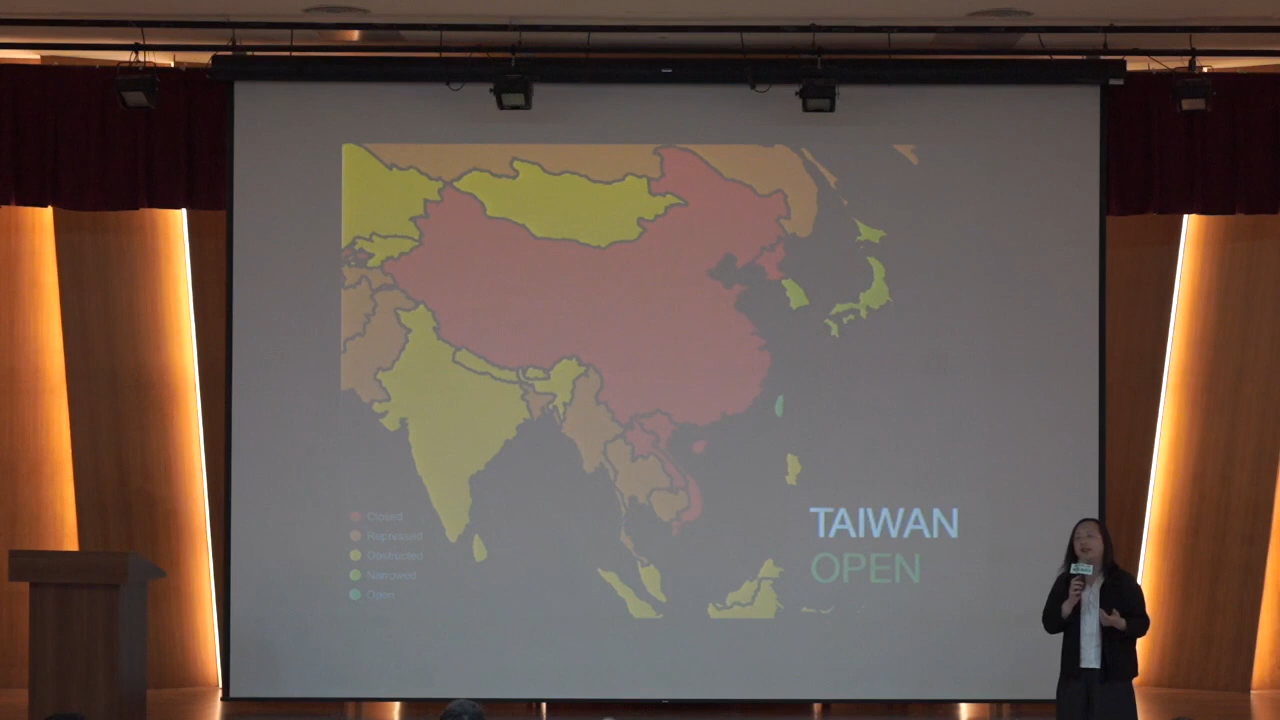 TAIWAN
OPEN
Closed
Repressed
Obstructed
Narrowed
Open